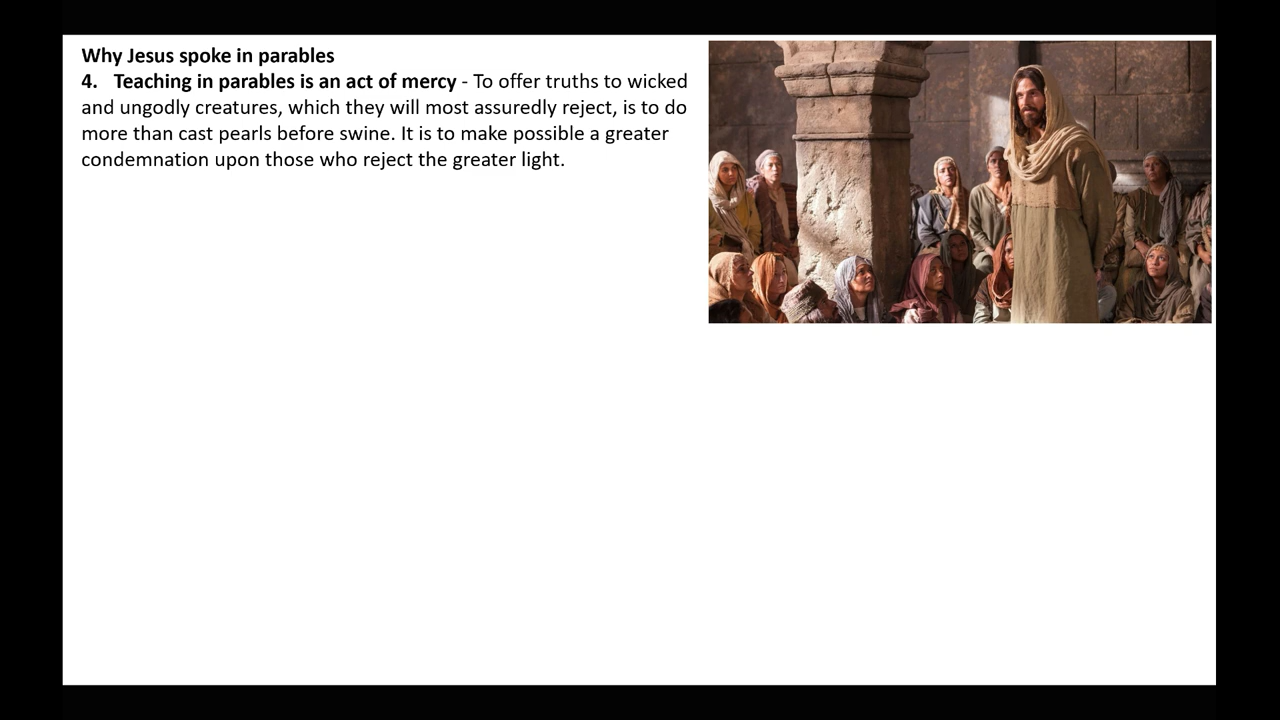 Why Jesus spoke in parables
4. Teaching in parables is an act of mercy - To offer truths to wicked
and ungodly creatures, which they will most assuredly reject, is to do
more than cast pearls before swine. It is to make possible a greater
condemnation upon those who reject the greater light.